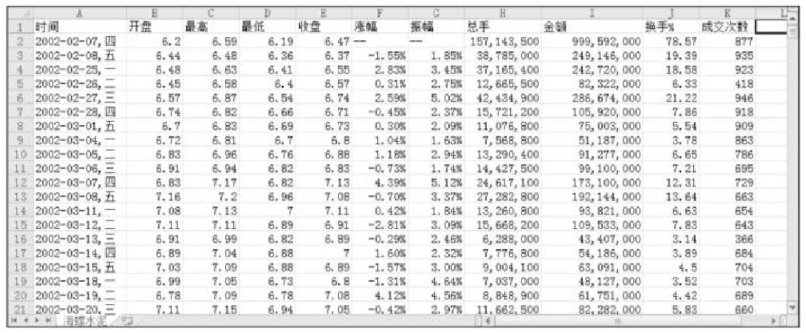 A B C D E F G H I J K L
1 时间 开盘 最高 最低 收盘 涨幅 振幅 总手 金额 换手% 成交次数
2 2002-02-07,四 6.2 6.59 6.19 6.47 -- -- 157,143,500 999,592,000 78.57 877
3 2002-02-08,五 6.44 6.48 6.36 6.37 -1.55% 1.85% 38,785,000 249,146,000 19.39 935
4 2002-02-25,一 6.48 6.63 6.41 6.55 2.83% 3.45% 37,165,400 242,720,000 18.58 923
5 2002-02-26,二 6.45 6.58 6.4 6.57 0.31% 2.75% 12,665,500 82,322,000 6.33 418
6 2002-02-27,三 6.57 6.87 6.54 6.74 2.59% 5.02% 42,434,900 286,674,000 21.22 946
7 2002-02-28,四 6.74 6.82 6.66 6.71 -0.45% 2.37% 15,721,200 105,920,000 7.86 918
8 2002-03-01,五 6.7 6.83 6.69 6.73 0.30% 2.09% 11,076,800 75,003,000 5.54 909
9 2002-03-04,一 6.72 6.81 6.7 6.8 1.04% 1.63% 7,568,800 51,187,000 3.78 863
10 2002-03-05,二 6.83 6.96 6.76 6.88 1.18% 2.94% 13,290,400 91,277,000 6.65 786
11 2002-03-06,三 6.91 6.94 6.82 6.83 -0.73% 1.74% 14,427,500 99,100,000 7.21 695
12 2002-03-07,四 6.83 7.17 6.82 7.13 4.39% 5.12% 24,617,100 173,100,000 12.31 729
13 2002-03-08,五 7.16 7.2 6.96 7.08 -0.70% 3.37% 27,282,800 192,144,000 13.64 663
14 2002-03-11,一 7.08 7.13 7 7.11 0.42% 1.84% 13,260,800 93,821,000 6.63 654
15 2002-03-12,二 7.11 7.11 6.89 6.91 -2.81% 3.09% 15,668,200 109,533,000 7.83 643
16 2002-03-13,三 6.91 6.99 6.82 6.89 -0.29% 2.46% 6,288,000 43,407,000 3.14 366
17 2002-03-14,四 6.89 7.04 6.88 7 1.60% 2.32% 7,776,800 54,186,000 3.89 684
18 2002-03-15,五 7.03 7.09 6.88 6.89 -1.57% 3.00% 9,004,100 63,091,000 4.5 704
19 2002-03-18,一 6.99 7.05 6.73 6.8 -1.31% 4.64% 7,037,000 48,127,000 3.52 703
20 2002-03-19,二 6.78 7.09 6.78 7.08 4.12% 4.56% 8,848,900 61,751,000 4.42 689
21 2002-03-20,三 7.11 7.15 6.94 7.05 -0.42% 2.97% 11,662,500 82,282,000 5.83 660
海螺水泥